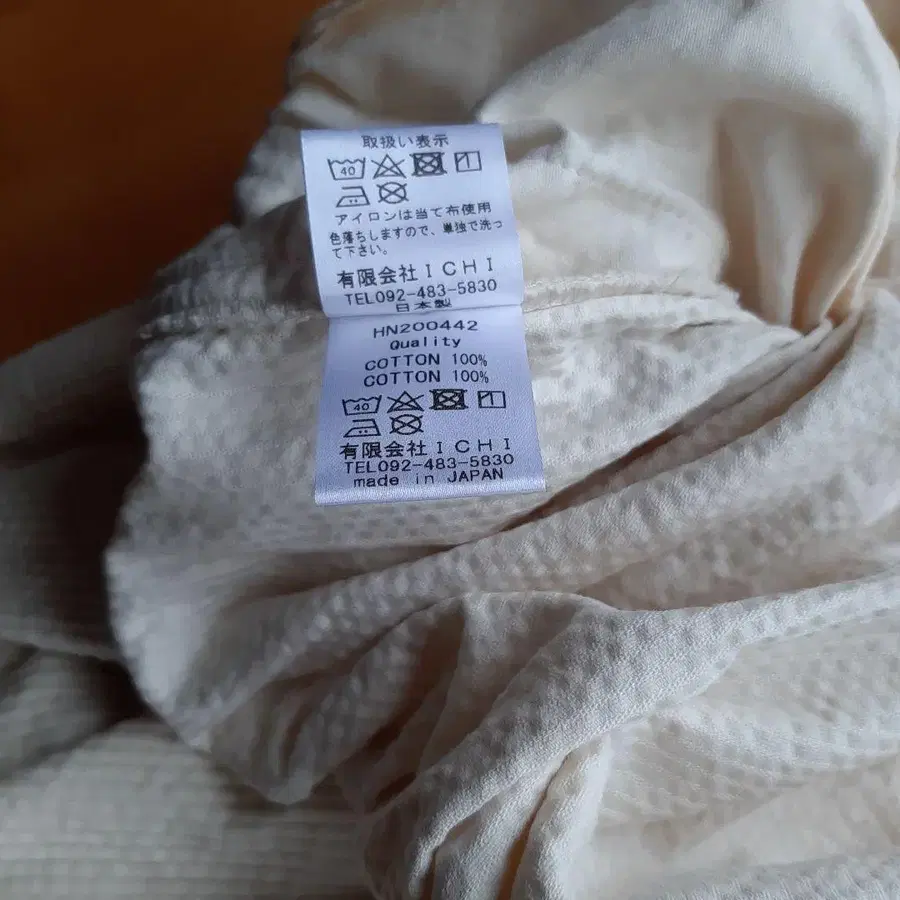 取扱い表示
40
アイロンは当て布使用
色落ちしますので、単独で洗っ
て下さい。
有限会社ICHI
TEL092-483-5830
日本製
HN200442
Quality
COTTON 100%
COTTON 100%
40
有限会社ICHI
TEL092-483-5830
made in JAPAN